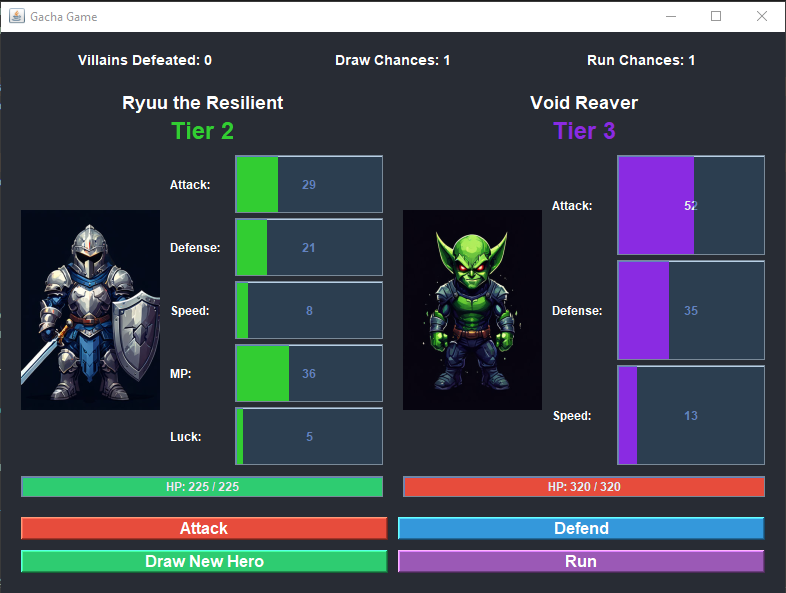 Gacha Game
Villains Defeated: 0
Draw Chances: 1
Run Chances: 1
Ryuu the Resilient
Tier 2
Attack:
29
Defense:
21
Speed:
8
MP:
36
Luck:
5
HP: 225 / 225
Void Reaver
Tier 3
Attack:
52
Defense:
35
Speed:
13
HP: 320 / 320
Attack
Defend
Draw New Hero
Run